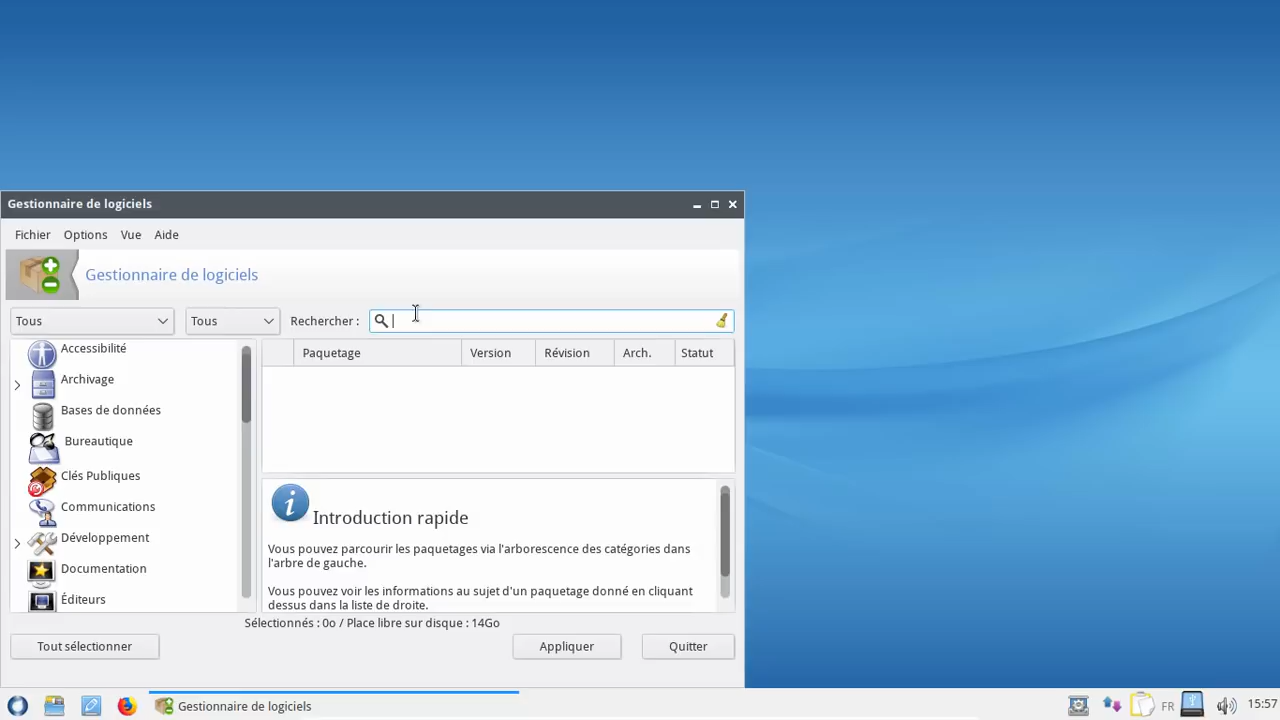 Gestionnaire de logiciels
Fichier Options Vue Aide
Gestionnaire de logiciels
Tous Tous Rechercher :
Paquetage Version Révision Arch. Statut
Accessibilité
Archivage
Bases de données
Bureautique
Clés Publiques
Communications
Développement
Documentation
Éditeurs
Introduction rapide
Vous pouvez parcourir les paquetages via l'arborescence des catégories dans
l'arbre de gauche.
Vous pouvez voir les informations au sujet d'un paquetage donné en cliquant
dessus dans la liste de droite.
Sélectionnés : 0o / Place libre sur disque : 14Go
Tout sélectionner Appliquer Quitter
Gestionnaire de logiciels FR 15:57